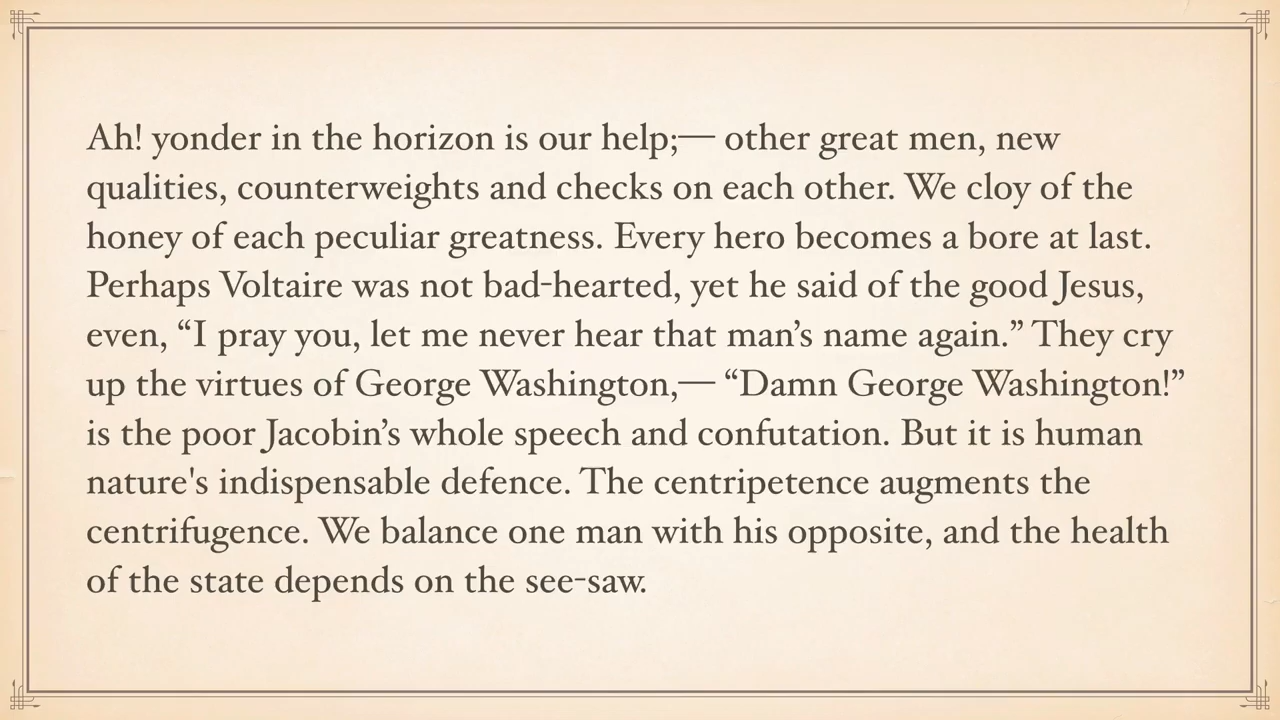 Ah! yonder in the horizon is our help;— other great men, new
qualities, counterweights and checks on each other. We cloy of the
honey of each peculiar greatness. Every hero becomes a bore at last.
Perhaps Voltaire was not bad-hearted, yet he said of the good Jesus,
even, “I pray you, let me never hear that man’s name again.” They cry
up the virtues of George Washington,— “Damn George Washington!”
is the poor Jacobin’s whole speech and confutation. But it is human
nature's indispensable defence. The centripetence augments the
centrifugence. We balance one man with his opposite, and the health
of the state depends on the see-saw.